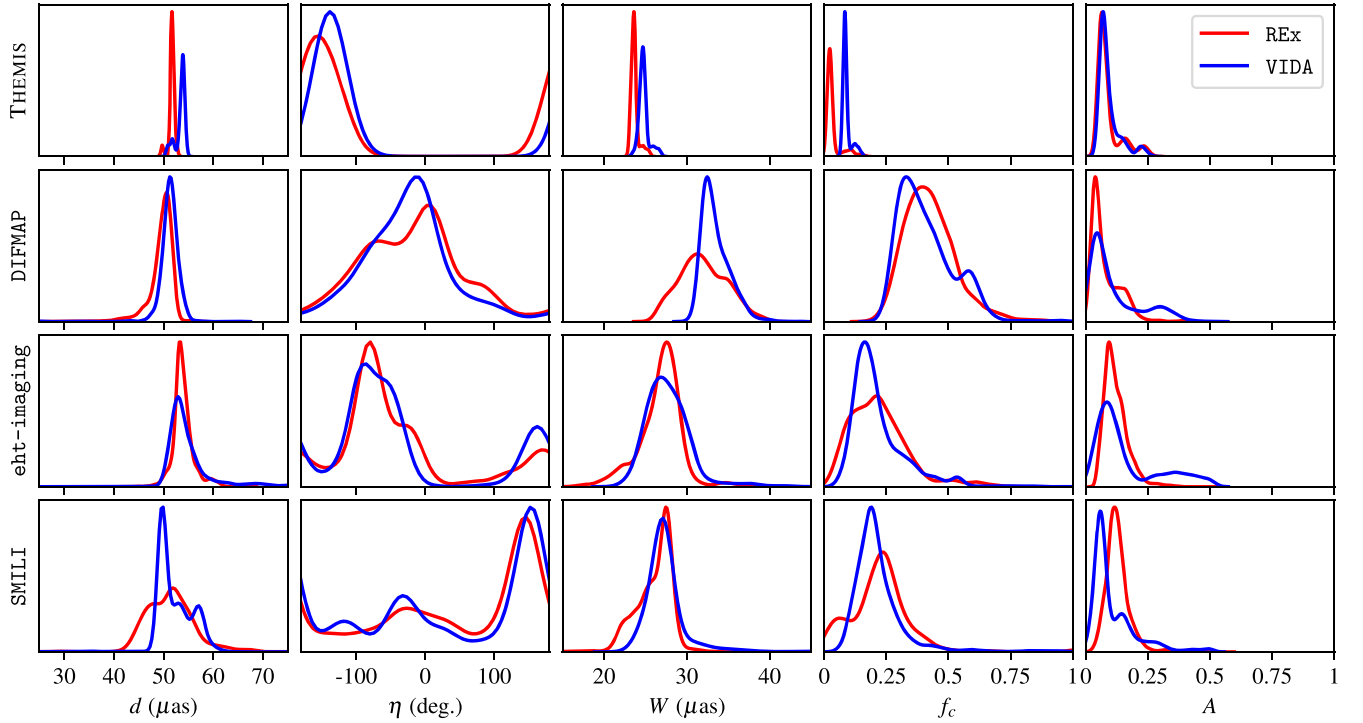 THEMIS
REx
VIDA
DIFMAP
eht-imaging
SMILI
30 40 50 60 70
-100 0 100
20 30 40
0 0.25 0.5 0.75 1
0 0.25 0.5 0.75 1
d (μas)
η (deg.)
W (μas)
f_c
A